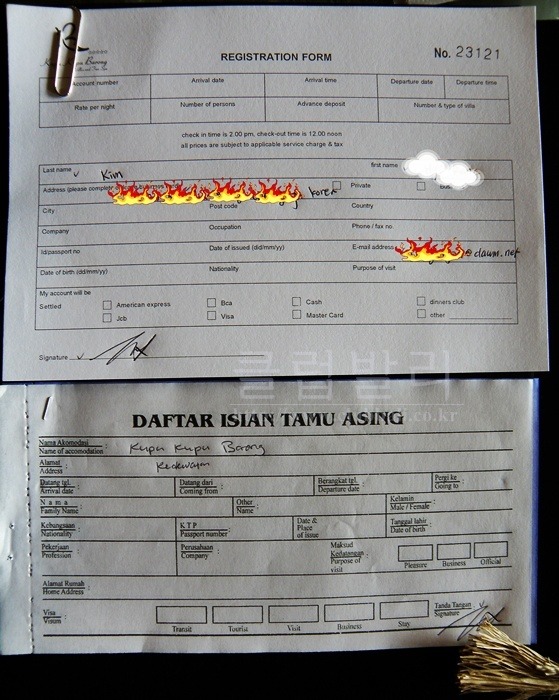 Barong
REGISTRATION FORM
No. 23121
Account number Arrival date Arrival time Departure date Departure time
Rate per night Number of persons Advance deposit Number & type of villa
check in time is 2.00 pm, check-out time is 12.00 noon
all prices are subject to applicable service charge & tax
Last name Kim first name
Address (please complete korea Private
City Post code Country
Company Occupation Phone / fax no
Id/passport no Date of issued (dd/mm/yy) E-mail address @daum.net
Date of birth (dd/mm/yy) Nationality Purpose of visit
My account will be
Settled American express Bca Cash dinners club
Jcb Visa Master Card other
Signature
클럽발리
.co.kr
DAFTAR ISIAN TAMU ASING
Nama Akomodasi
Name of accomodation : Kupu Kupu Barong
Alamat
Address : Kedewatan
Datang tgl. Datang dari Berangkat tgl. Pergi ke
Arrival date Coming from Departure date Going to
Nama Other Kelamin
Family Name Name Male / Female
Kebangsaan KTP Date & Place of issue Tanggal lahir
Nationality Passport number Date of birth
Pekerjaan Perusahaan Maksud Kedatangan
Profession Company Purpose of visit Pleasure Business Official
Alamat Rumah
Home Address
Visa Tanda Tangan
Visum Signature
Transit Tourist Visit Business Stay